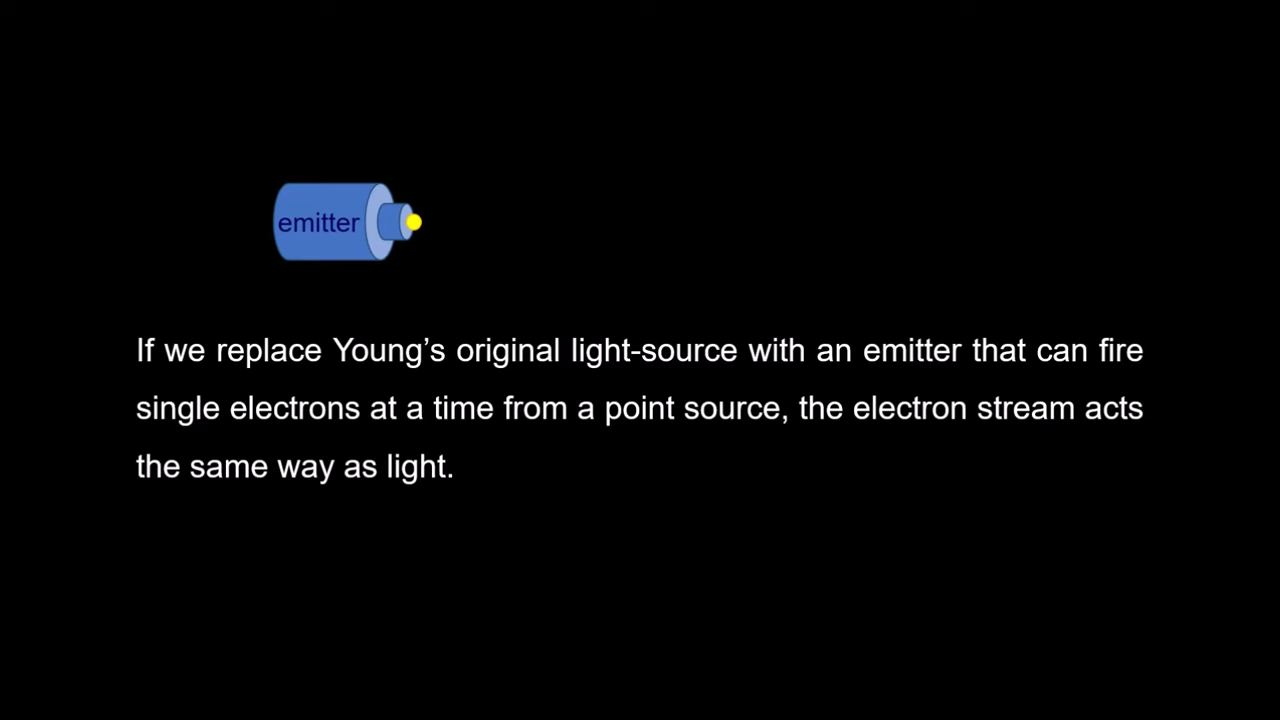 emitter
If we replace Young’s original light-source with an emitter that can fire
single electrons at a time from a point source, the electron stream acts
the same way as light.